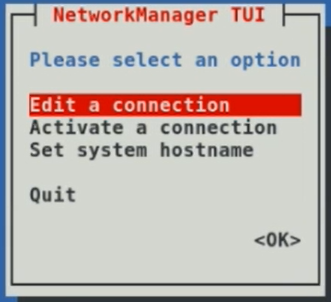 NetworkManager TUI
Please select an option
Edit a connection
Activate a connection
Set system hostname
Quit
<OK>